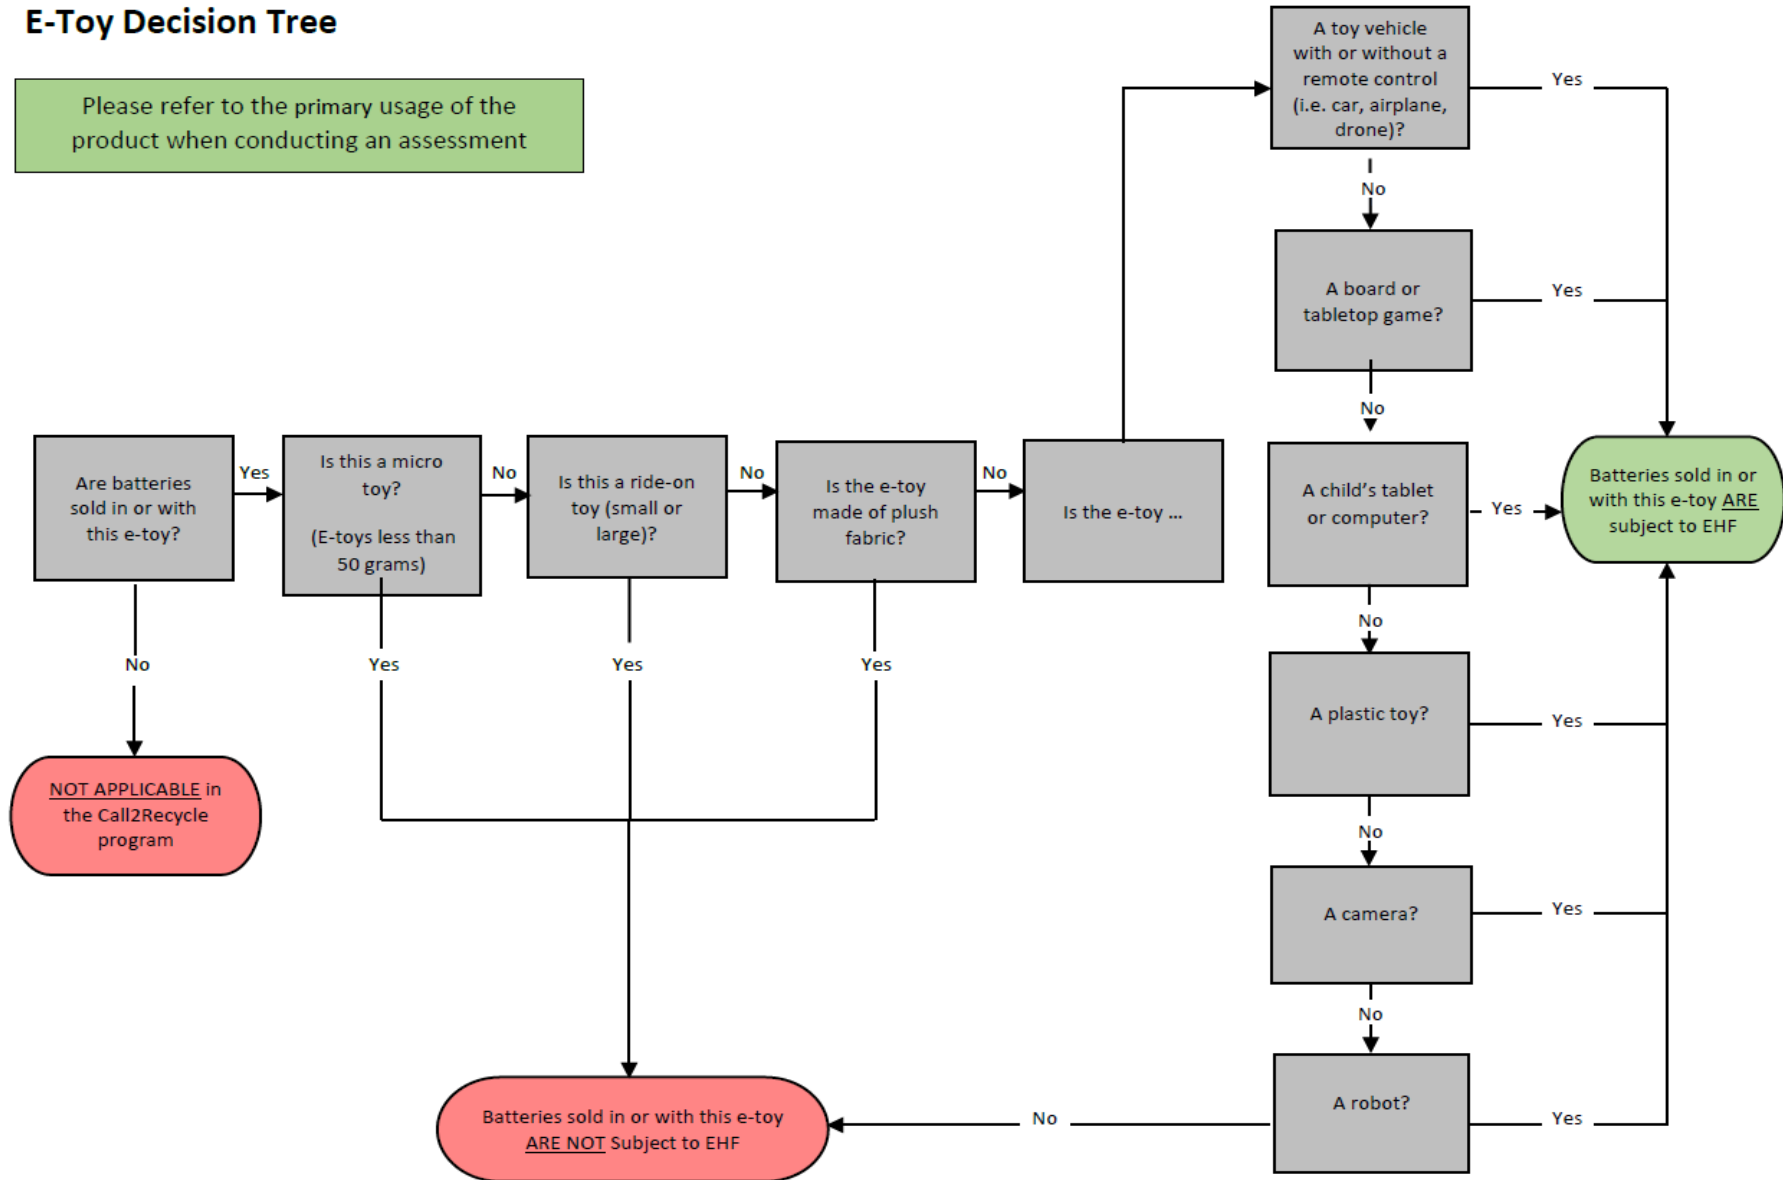 E-Toy Decision Tree
Please refer to the primary usage of the
product when conducting an assessment
Are batteries
sold in or with
this e-toy?
Yes
No
NOT APPLICABLE in
the Call2Recycle
program
Is this a micro
toy?
(E-toys less than
50 grams)
No
Yes
Is this a ride-on
toy (small or
large)?
No
Yes
Is the e-toy
made of plush
fabric?
No
Yes
Is the e-toy ...
A toy vehicle
with or without a
remote control
(i.e. car, airplane,
drone)?
Yes
No
A board or
tabletop game?
Yes
No
A child's tablet
or computer?
Yes
No
A plastic toy?
Yes
No
A camera?
Yes
No
A robot?
Yes
No
Batteries sold in or
with this e-toy ARE
subject to EHF
Batteries sold in or with this e-toy
ARE NOT Subject to EHF